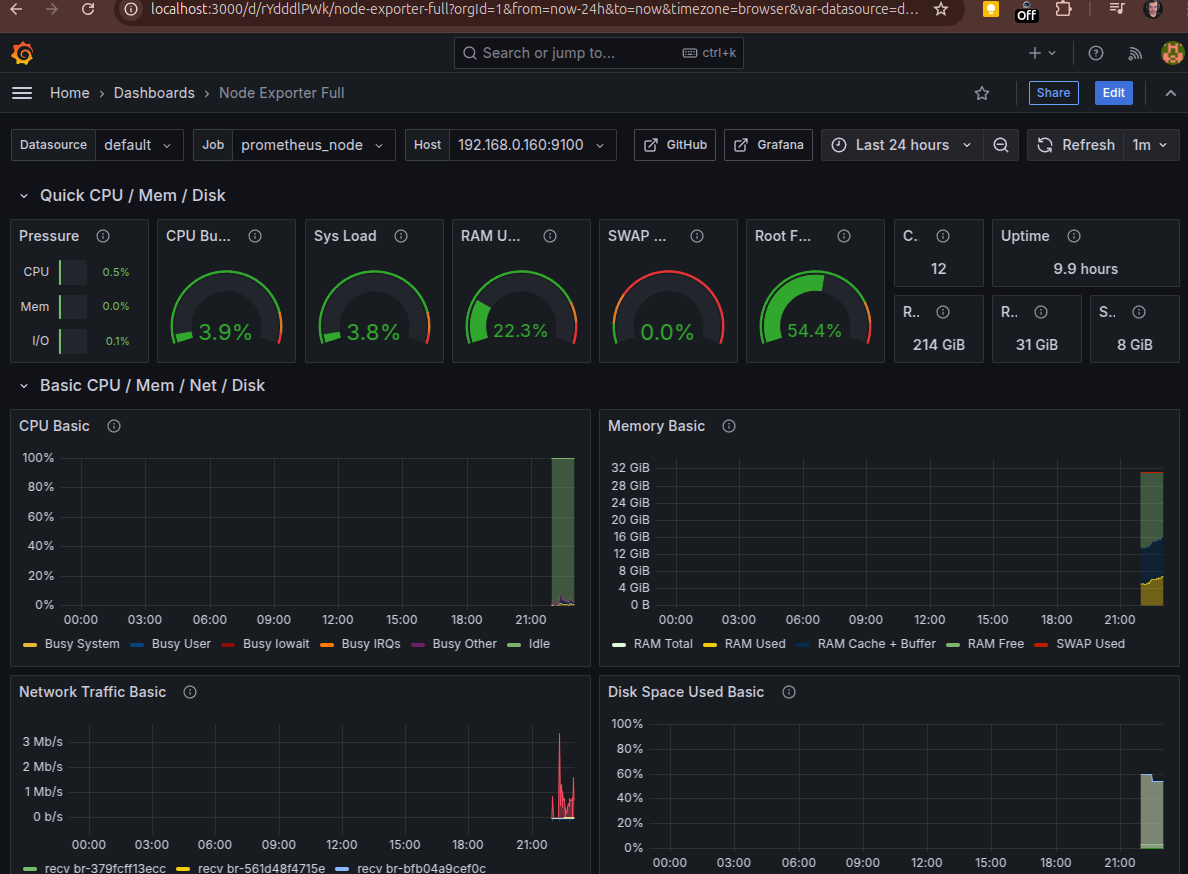 localhost:3000/d/rYdddlPWk/node-exporter-full?orgId=1&from=now-24h&to=now&timezone=browser&var-datasource=d...
Off
Search or jump to...
ctrl+k
Home › Dashboards › Node Exporter Full
Share
Edit
Datasource default
Job prometheus_node
Host 192.168.0.160:9100
GitHub
Grafana
Last 24 hours
Refresh 1m
Quick CPU / Mem / Disk
Pressure
CPU 0.5%
Mem 0.0%
I/O 0.1%
CPU Bu...
3.9%
Sys Load
3.8%
RAM U...
22.3%
SWAP ...
0.0%
Root F...
54.4%
C..
12
Uptime
9.9 hours
R..
214 GiB
R..
31 GiB
S..
8 GiB
Basic CPU / Mem / Net / Disk
CPU Basic
100%
80%
60%
40%
20%
0%
00:00 03:00 06:00 09:00 12:00 15:00 18:00 21:00
Busy System Busy User Busy Iowait Busy IRQs Busy Other Idle
Memory Basic
32 GiB
28 GiB
24 GiB
20 GiB
16 GiB
12 GiB
8 GiB
4 GiB
0 B
00:00 03:00 06:00 09:00 12:00 15:00 18:00 21:00
RAM Total RAM Used RAM Cache + Buffer RAM Free SWAP Used
Network Traffic Basic
3 Mb/s
2 Mb/s
1 Mb/s
0 b/s
00:00 03:00 06:00 09:00 12:00 15:00 18:00 21:00
recv br-379fcff13ecc recv br-561d48f4715e recv br-bfb04a9cef0c
Disk Space Used Basic
100%
80%
60%
40%
20%
0%
00:00 03:00 06:00 09:00 12:00 15:00 18:00 21:00